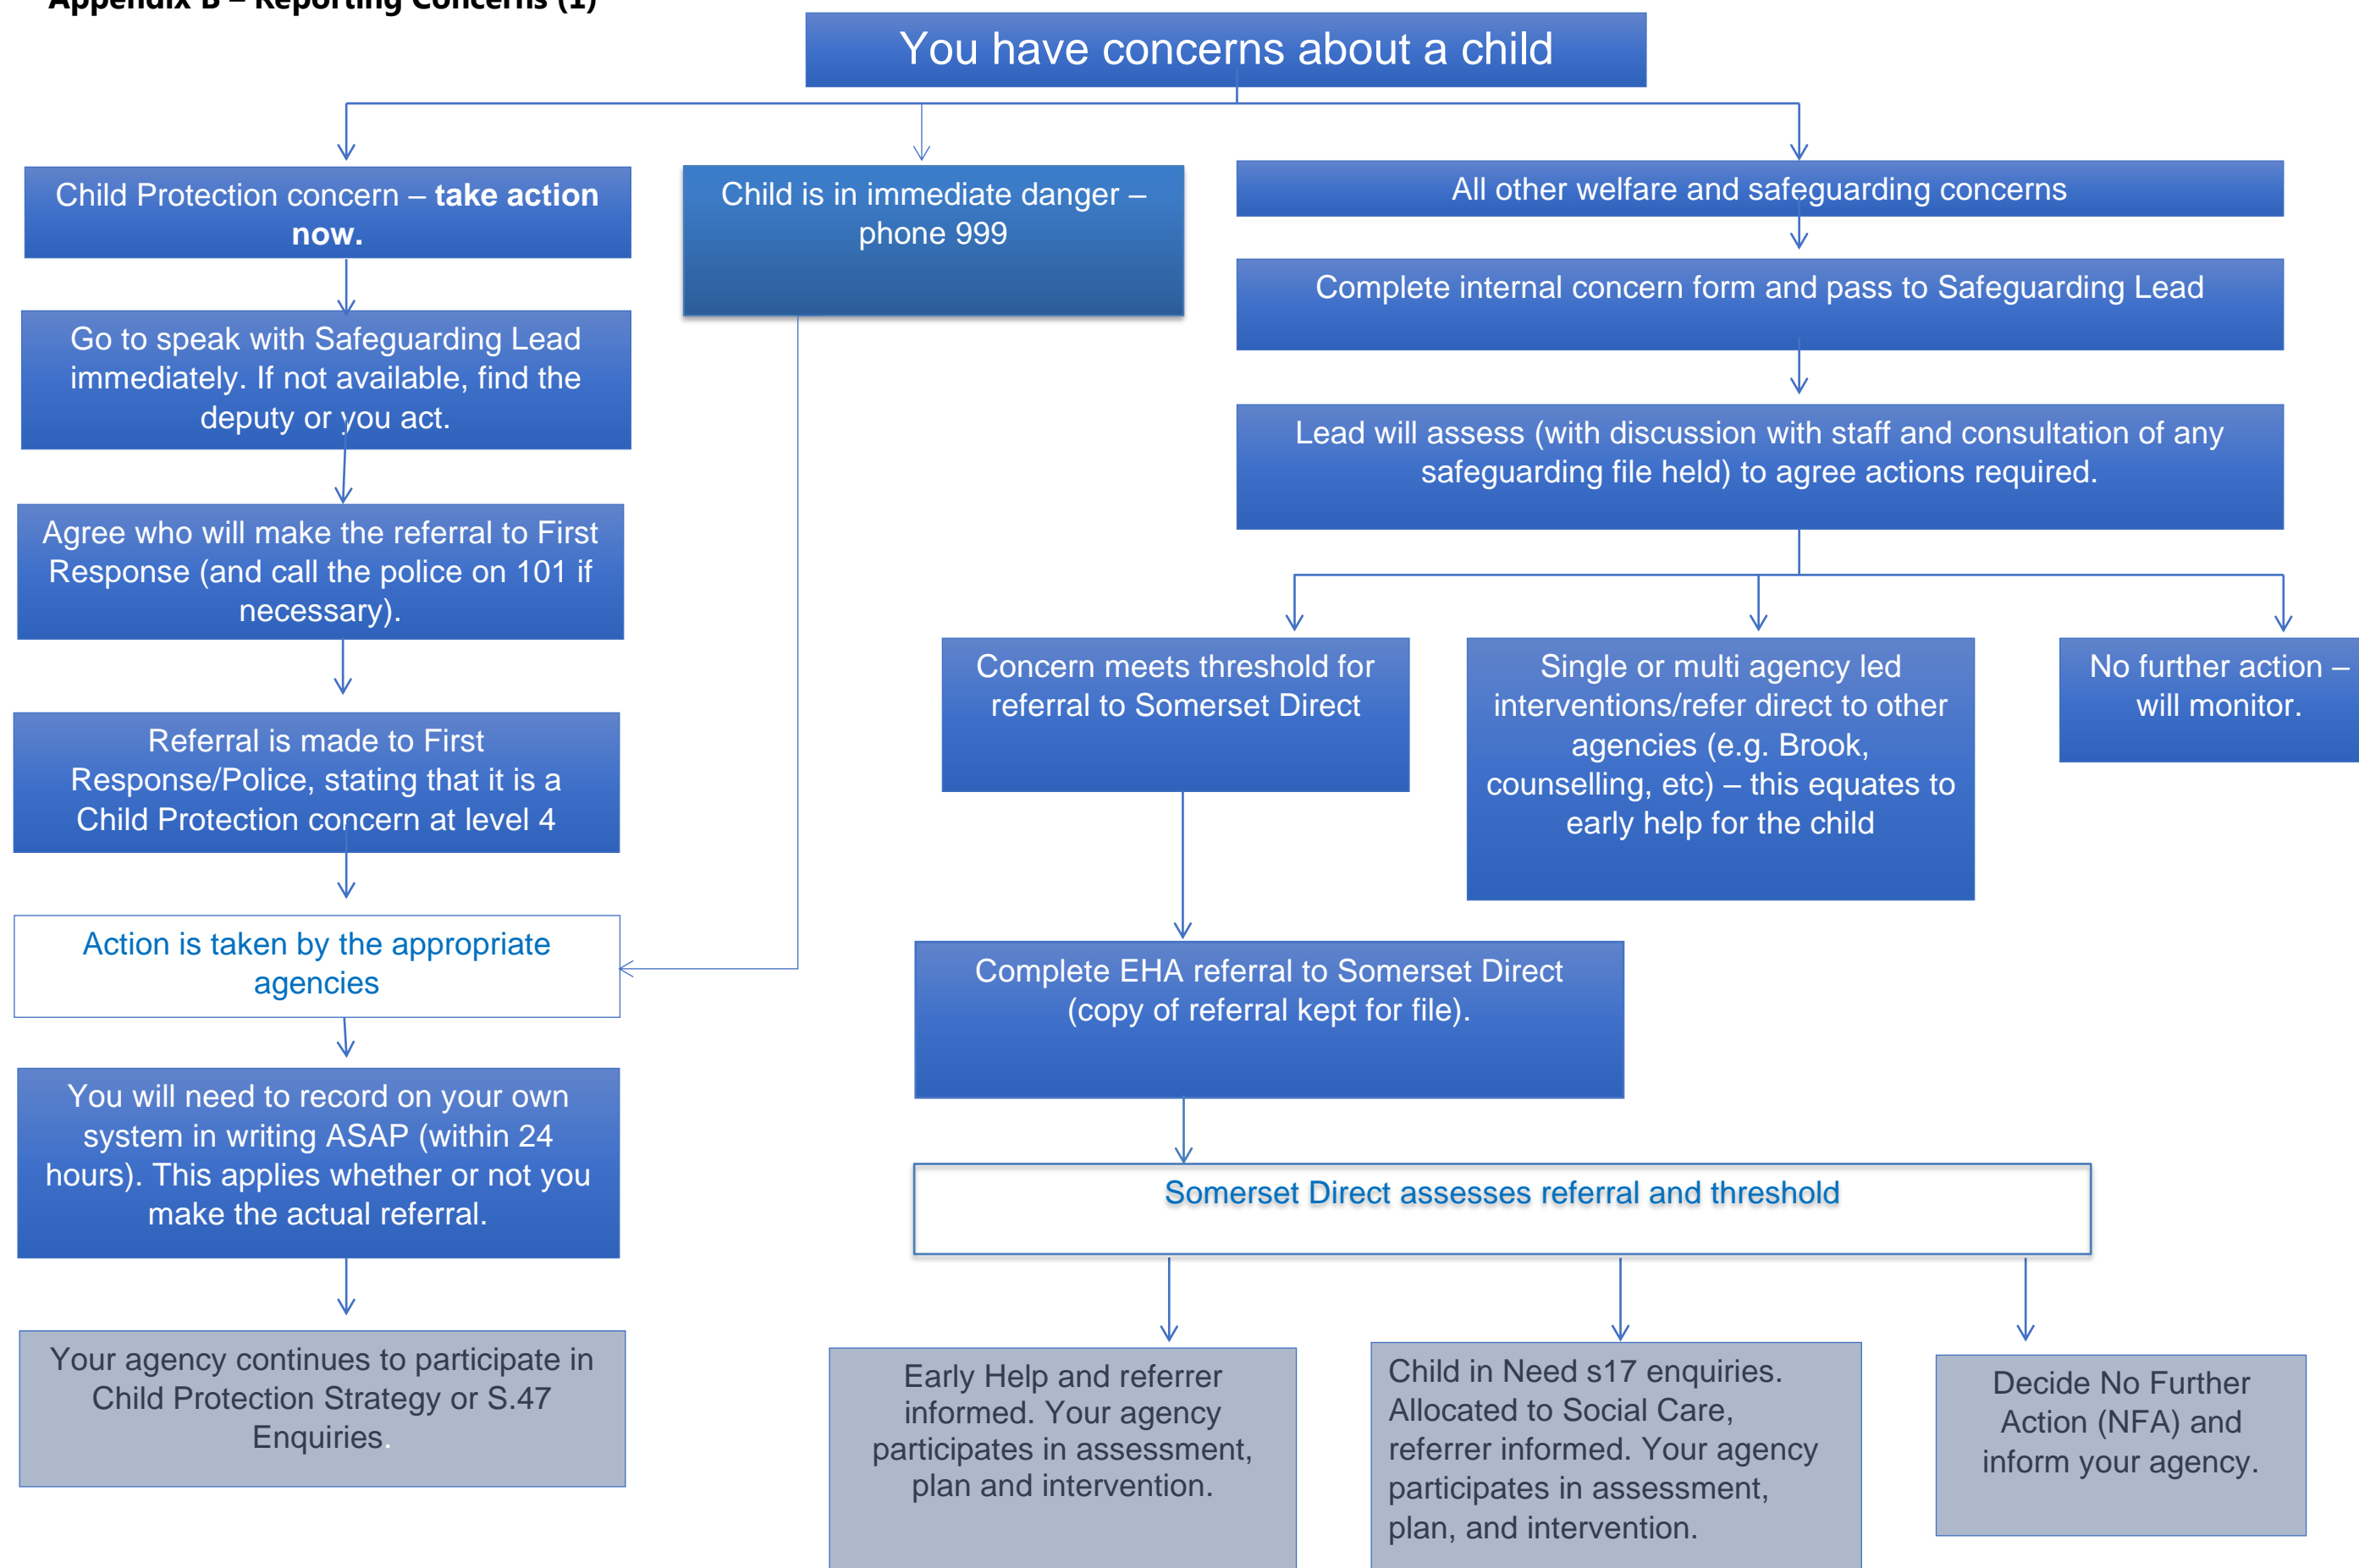 Appendix B – Reporting Concerns (1)
You have concerns about a child
Child Protection concern – take action
now.
Go to speak with Safeguarding Lead
immediately. If not available, find the
deputy or you act.
Agree who will make the referral to First
Response (and call the police on 101 if
necessary).
Referral is made to First
Response/Police, stating that it is a
Child Protection concern at level 4
Action is taken by the appropriate
agencies
You will need to record on your own
system in writing ASAP (within 24
hours). This applies whether or not you
make the actual referral.
Your agency continues to participate in
Child Protection Strategy or S.47
Enquiries.
Child is in immediate danger –
phone 999
All other welfare and safeguarding concerns
Complete internal concern form and pass to Safeguarding Lead
Lead will assess (with discussion with staff and consultation of any
safeguarding file held) to agree actions required.
Concern meets threshold for
referral to Somerset Direct
Single or multi agency led
interventions/refer direct to other
agencies (e.g. Brook,
counselling, etc) – this equates to
early help for the child
No further action –
will monitor.
Complete EHA referral to Somerset Direct
(copy of referral kept for file).
Somerset Direct assesses referral and threshold
Early Help and referrer
informed. Your agency
participates in assessment,
plan and intervention.
Child in Need s17 enquiries.
Allocated to Social Care,
referrer informed. Your agency
participates in assessment,
plan, and intervention.
Decide No Further
Action (NFA) and
inform your agency.